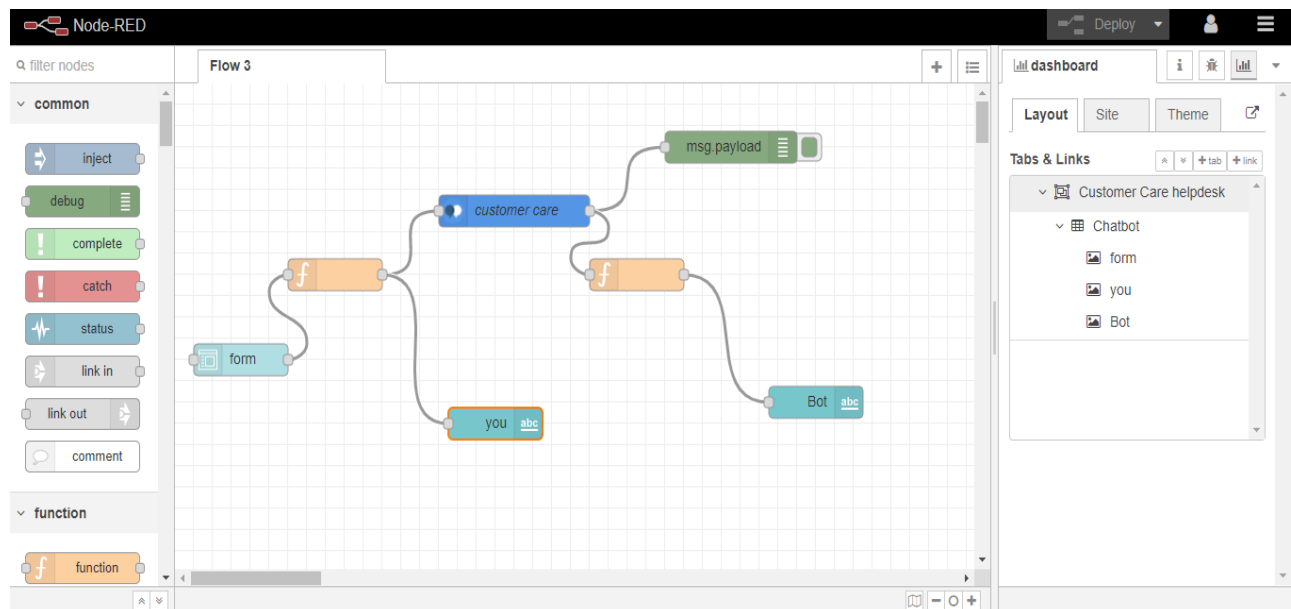 Node-RED
Deploy
filter nodes
Flow 3
dashboard
i
common
inject
debug
complete
catch
status
link in
link out
comment
function
f function
msg.payload
customer care
f
f
form
you abc
Bot abc
Layout
Site
Theme
Tabs & Links
+tab
+link
Customer Care helpdesk
Chatbot
form
you
Bot